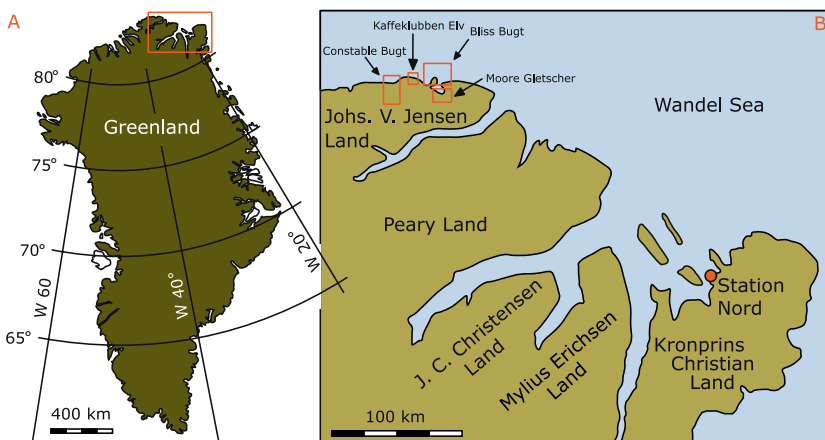 A
80°
Greenland
75°
70°
65°
W 60
W 40°
W 20°
400 km
B
Kaffeklubben Elv
Bliss Bugt
Constable Bugt
Moore Gletscher
Wandel Sea
Johs. V. Jensen
Land
Peary Land
Station
Nord
J. C. Christensen
Land
Mylius Erichsen
Land
Kronprins
Christian
Land
100 km